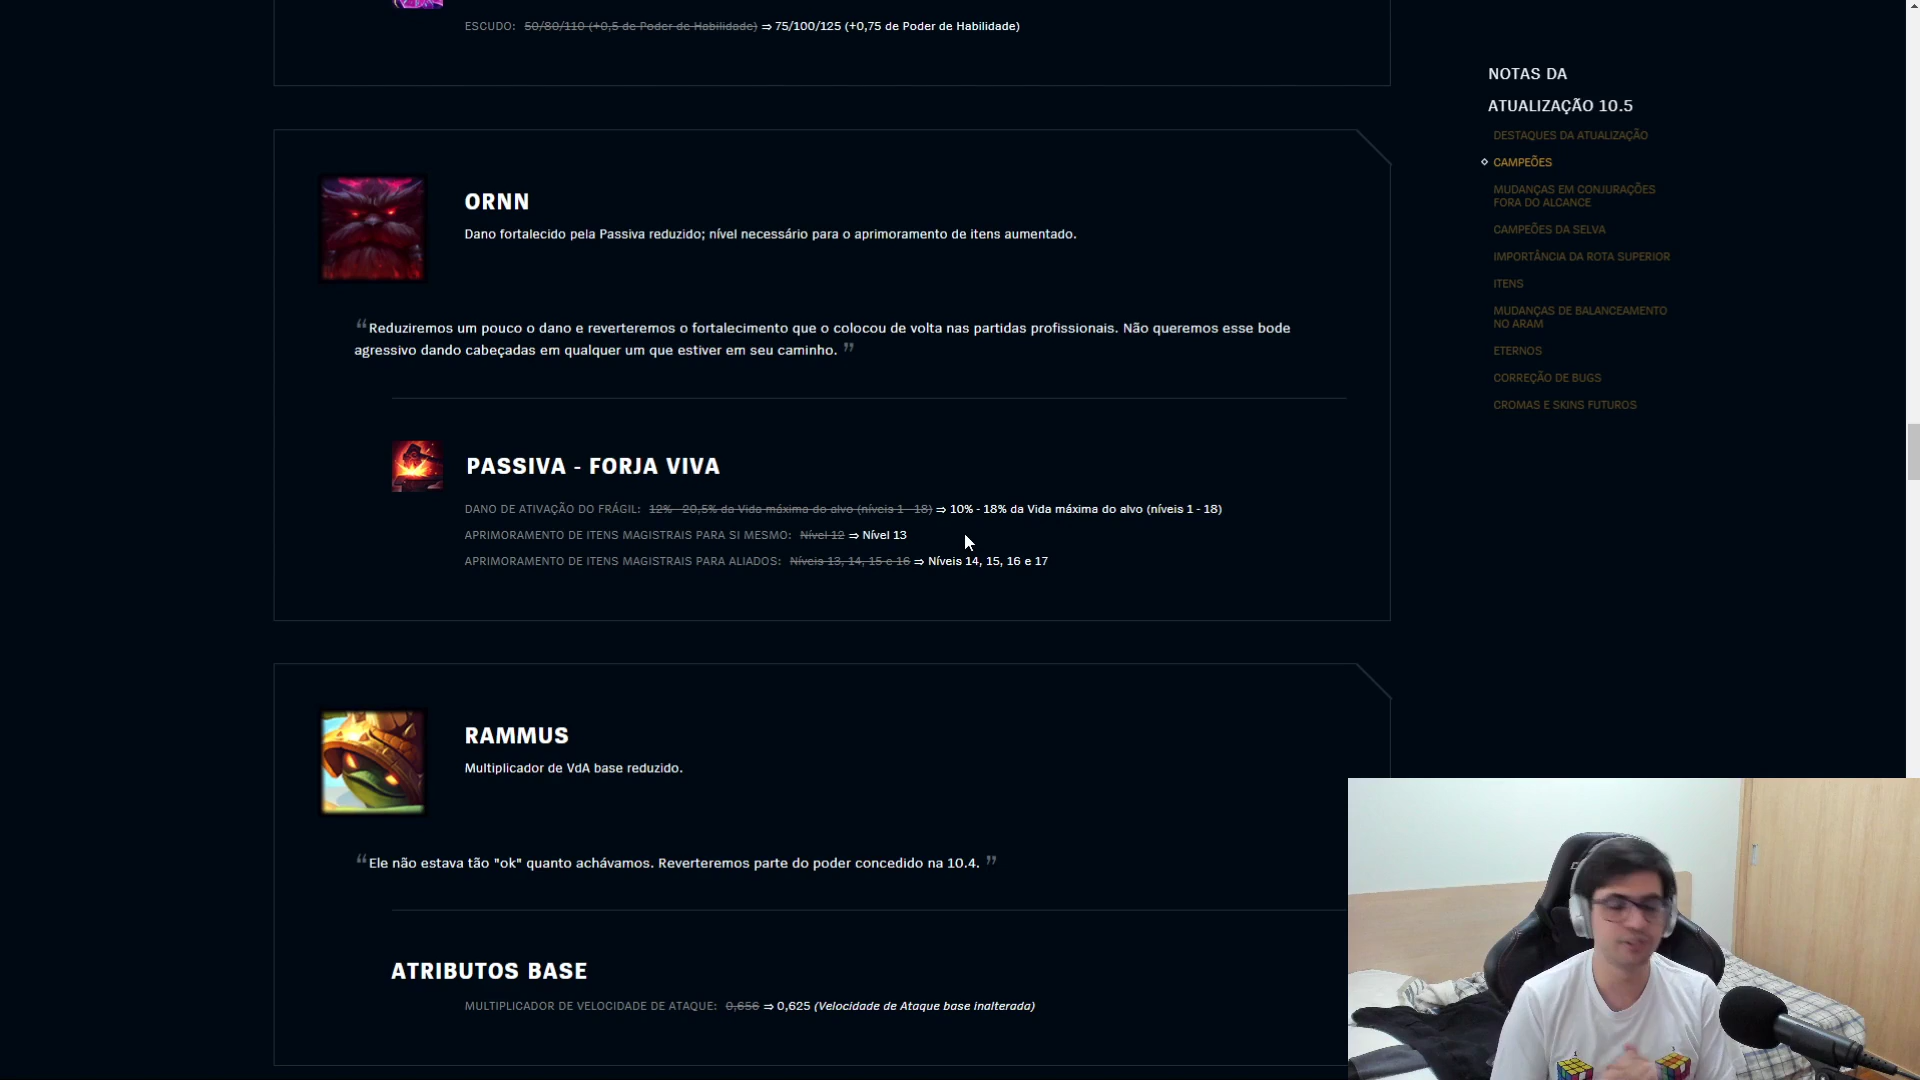 ESCUDO: 50/80/110 (+0,5 de Poder de Habilidade) ⇒ 75/100/125 (+0,75 de Poder de Habilidade)
ORNN
Dano fortalecido pela Passiva reduzido; nível necessário para o aprimoramento de itens aumentado.
“Reduziremos um pouco o dano e reverteremos o fortalecimento que o colocou de volta nas partidas profissionais. Não queremos esse bode
agressivo dando cabeçadas em qualquer um que estiver em seu caminho. ”
PASSIVA - FORJA VIVA
DANO DE ATIVAÇÃO DO FRÁGIL: 12% - 20,5% da Vida máxima do alvo (níveis 1 - 18) ⇒ 10% - 18% da Vida máxima do alvo (níveis 1 - 18)
APRIMORAMENTO DE ITENS MAGISTRAIS PARA SI MESMO: Nível 12 ⇒ Nível 13
APRIMORAMENTO DE ITENS MAGISTRAIS PARA ALIADOS: Níveis 13, 14, 15 e 16 ⇒ Níveis 14, 15, 16 e 17
RAMMUS
Multiplicador de VdA base reduzido.
“Ele não estava tão "ok" quanto achávamos. Reverteremos parte do poder concedido na 10.4. ”
ATRIBUTOS BASE
MULTIPLICADOR DE VELOCIDADE DE ATAQUE: 0,656 ⇒ 0,625 (Velocidade de Ataque base inalterada)
NOTAS DA
ATUALIZAÇÃO 10.5
DESTAQUES DA ATUALIZAÇÃO
CAMPEÕES
MUDANÇAS EM CONJURAÇÕES
FORA DO ALCANCE
CAMPEÕES DA SELVA
IMPORTÂNCIA DA ROTA SUPERIOR
ITENS
MUDANÇAS DE BALANCEAMENTO
NO ARAM
ETERNOS
CORREÇÃO DE BUGS
CROMAS E SKINS FUTUROS